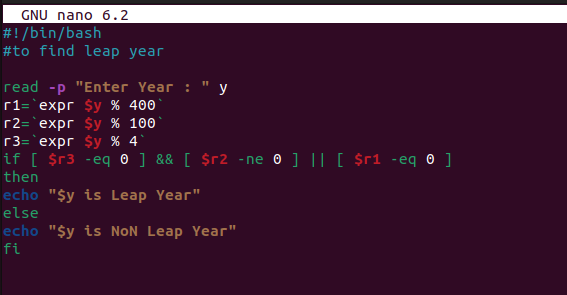 GNU nano 6.2
#!/bin/bash
#to find leap year
read -p "Enter Year : " y
r1=`expr $y % 400`
r2=`expr $y % 100`
r3=`expr $y % 4`
if [ $r3 -eq 0 ] && [ $r2 -ne 0 ] || [ $r1 -eq 0 ]
then
echo "$y is Leap Year"
else
echo "$y is NoN Leap Year"
fi